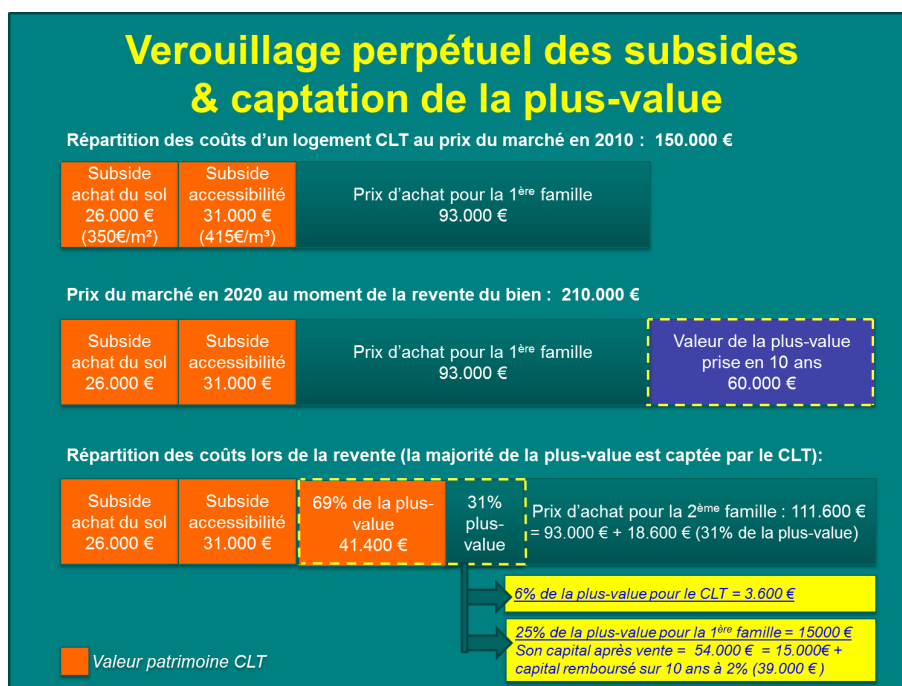 Verouillage perpétuel des subsides
& captation de la plus-value
Répartition des coûts d'un logement CLT au prix du marché en 2010 : 150.000 €
Subside
achat du sol
26.000 €
(350€/m²)
Subside
accessibilité
31.000 €
(415€/m³)
Prix d'achat pour la 1ère famille
93.000 €
Prix du marché en 2020 au moment de la revente du bien : 210.000 €
Subside
achat du sol
26.000 €
Subside
accessibilité
31.000 €
Prix d'achat pour la 1ère famille
93.000 €
Valeur de la plus-value
prise en 10 ans
60.000 €
Répartition des coûts lors de la revente (la majorité de la plus-value est captée par le CLT):
Subside
achat du sol
26.000 €
Subside
accessibilité
31.000 €
69% de la plus-
value
41.400 €
31%
plus-
value
Prix d'achat pour la 2ème famille : 111.600 €
= 93.000 € + 18.600 € (31% de la plus-value)
6% de la plus-value pour le CLT = 3.600 €
25% de la plus-value pour la 1ère famille = 15000 €
Son capital après vente = 54.000 € = 15.000€ +
capital remboursé sur 10 ans à 2% (39.000 € )
Valeur patrimoine CLT